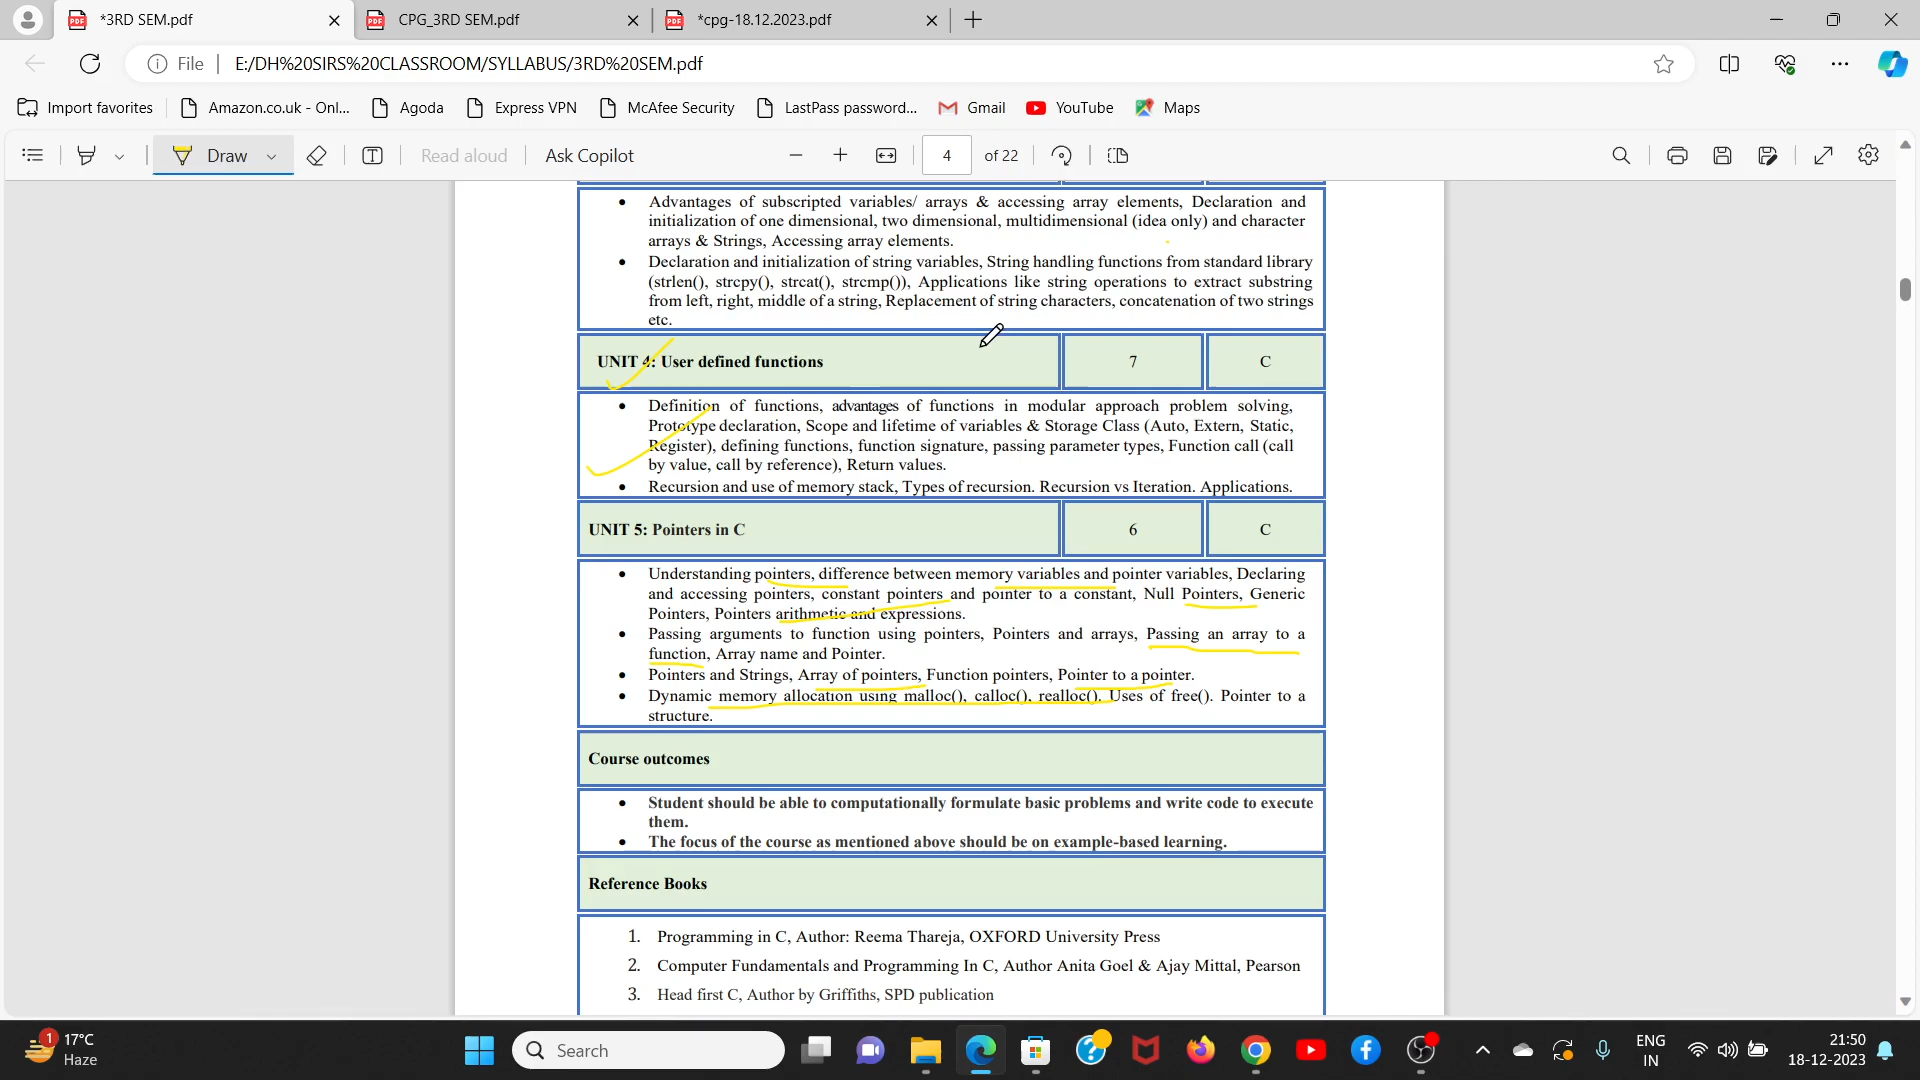 *3RD SEM.pdf
CPG_3RD SEM.pdf
*cpg-18.12.2023.pdf
File
E:/DH%20SIRS%20CLASSROOM/SYLLABUS/3RD%20SEM.pdf
Import favorites
Amazon.co.uk - Onl...
Agoda
Express VPN
McAfee Security
LastPass password...
Gmail
YouTube
Maps
Draw
Read aloud
Ask Copilot
4
of 22
• Advantages of subscripted variables/ arrays & accessing array elements, Declaration and
initialization of one dimensional, two dimensional, multidimensional (idea only) and character
arrays & Strings, Accessing array elements.
• Declaration and initialization of string variables, String handling functions from standard library
(strlen(), strcpy(), strcat(), strcmp()), Applications like string operations to extract substring
from left, right, middle of a string, Replacement of string characters, concatenation of two strings
etc.
UNIT 4: User defined functions
7
C
• Definition of functions, advantages of functions in modular approach problem solving,
Prototype declaration, Scope and lifetime of variables & Storage Class (Auto, Extern, Static,
Register), defining functions, function signature, passing parameter types, Function call (call
by value, call by reference), Return values.
• Recursion and use of memory stack, Types of recursion. Recursion vs Iteration. Applications.
UNIT 5: Pointers in C
6
C
• Understanding pointers, difference between memory variables and pointer variables, Declaring
and accessing pointers, constant pointers and pointer to a constant, Null Pointers, Generic
Pointers, Pointers arithmetic and expressions.
• Passing arguments to function using pointers, Pointers and arrays, Passing an array to a
function, Array name and Pointer.
• Pointers and Strings, Array of pointers, Function pointers, Pointer to a pointer.
• Dynamic memory allocation using malloc(), calloc(), realloc(). Uses of free(). Pointer to a
structure.
Course outcomes
• Student should be able to computationally formulate basic problems and write code to execute
them.
• The focus of the course as mentioned above should be on example-based learning.
Reference Books
1. Programming in C, Author: Reema Thareja, OXFORD University Press
2. Computer Fundamentals and Programming In C, Author Anita Goel & Ajay Mittal, Pearson
3. Head first C, Author by Griffiths, SPD publication
1
17°C
Haze
Search
ENG
IN
21:50
18-12-2023